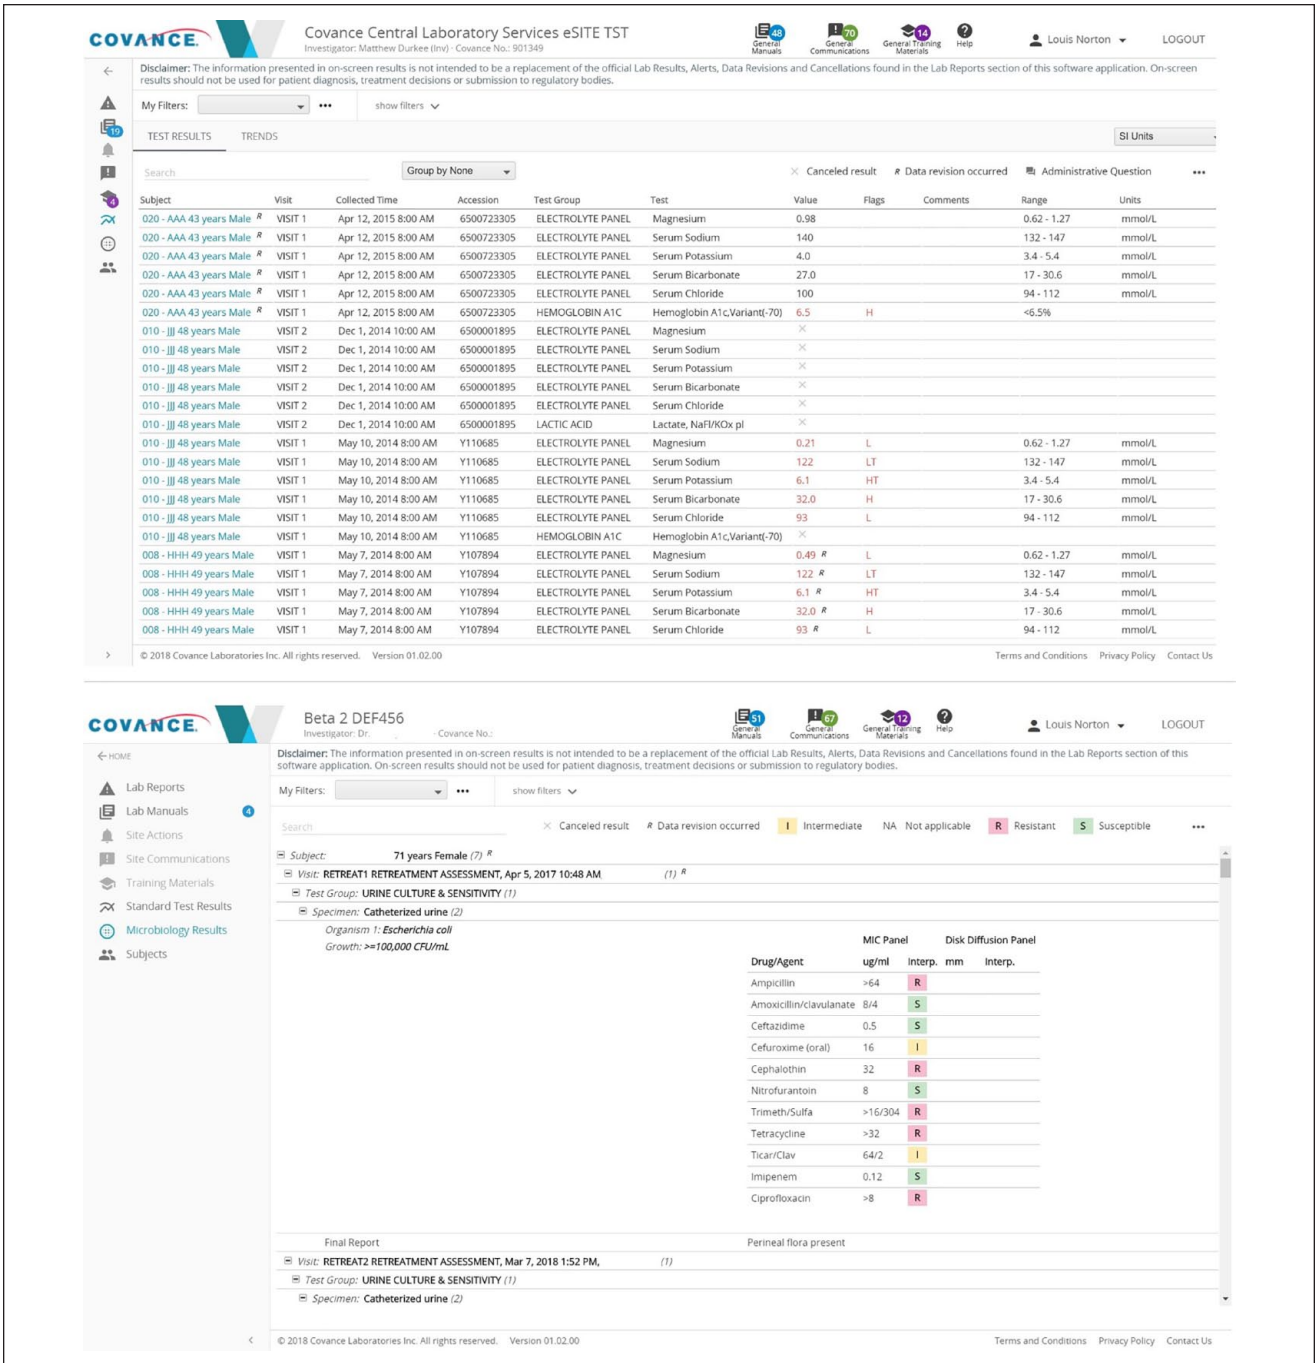 COVANCE.
Covance Central Laboratory Services eSITE TST
Investigator: Matthew Durkee (Inv) · Covance No.: 901349
48
General Manuals
70
General Communications
14
General Training Materials
Help
Louis Norton
LOGOUT
Disclaimer: The information presented in on-screen results is not intended to be a replacement of the official Lab Results, Alerts, Data Revisions and Cancellations found in the Lab Reports section of this software application. On-screen
results should not be used for patient diagnosis, treatment decisions or submission to regulatory bodies.
My Filters:
show filters
19
4
TEST RESULTS TRENDS
SI Units
Search
Group by None
× Canceled result R Data revision occurred Administrative Question
Subject Visit Collected Time Accession Test Group Test Value Flags Comments Range Units
020 - AAA 43 years Male R VISIT 1 Apr 12, 2015 8:00 AM 6500723305 ELECTROLYTE PANEL Magnesium 0.98 0.62 - 1.27 mmol/L
020 - AAA 43 years Male R VISIT 1 Apr 12, 2015 8:00 AM 6500723305 ELECTROLYTE PANEL Serum Sodium 140 132 - 147 mmol/L
020 - AAA 43 years Male R VISIT 1 Apr 12, 2015 8:00 AM 6500723305 ELECTROLYTE PANEL Serum Potassium 4.0 3.4 - 5.4 mmol/L
020 - AAA 43 years Male R VISIT 1 Apr 12, 2015 8:00 AM 6500723305 ELECTROLYTE PANEL Serum Bicarbonate 27.0 17 - 30.6 mmol/L
020 - AAA 43 years Male R VISIT 1 Apr 12, 2015 8:00 AM 6500723305 ELECTROLYTE PANEL Serum Chloride 100 94 - 112 mmol/L
020 - AAA 43 years Male R VISIT 1 Apr 12, 2015 8:00 AM 6500723305 HEMOGLOBIN A1C Hemoglobin A1c,Variant(-70) 6.5 H <6.5%
010 - JJJ 48 years Male VISIT 2 Dec 1, 2014 10:00 AM 6500001895 ELECTROLYTE PANEL Magnesium ×
010 - JJJ 48 years Male VISIT 2 Dec 1, 2014 10:00 AM 6500001895 ELECTROLYTE PANEL Serum Sodium ×
010 - JJJ 48 years Male VISIT 2 Dec 1, 2014 10:00 AM 6500001895 ELECTROLYTE PANEL Serum Potassium ×
010 - JJJ 48 years Male VISIT 2 Dec 1, 2014 10:00 AM 6500001895 ELECTROLYTE PANEL Serum Bicarbonate ×
010 - JJJ 48 years Male VISIT 2 Dec 1, 2014 10:00 AM 6500001895 ELECTROLYTE PANEL Serum Chloride ×
010 - JJJ 48 years Male VISIT 2 Dec 1, 2014 10:00 AM 6500001895 LACTIC ACID Lactate, NaFl/KOx pl ×
010 - JJJ 48 years Male VISIT 1 May 10, 2014 8:00 AM Y110685 ELECTROLYTE PANEL Magnesium 0.21 L 0.62 - 1.27 mmol/L
010 - JJJ 48 years Male VISIT 1 May 10, 2014 8:00 AM Y110685 ELECTROLYTE PANEL Serum Sodium 122 LT 132 - 147 mmol/L
010 - JJJ 48 years Male VISIT 1 May 10, 2014 8:00 AM Y110685 ELECTROLYTE PANEL Serum Potassium 6.1 HT 3.4 - 5.4 mmol/L
010 - JJJ 48 years Male VISIT 1 May 10, 2014 8:00 AM Y110685 ELECTROLYTE PANEL Serum Bicarbonate 32.0 H 17 - 30.6 mmol/L
010 - JJJ 48 years Male VISIT 1 May 10, 2014 8:00 AM Y110685 ELECTROLYTE PANEL Serum Chloride 93 L 94 - 112 mmol/L
010 - JJJ 48 years Male VISIT 1 May 10, 2014 8:00 AM Y110685 HEMOGLOBIN A1C Hemoglobin A1c,Variant(-70) ×
008 - HHH 49 years Male VISIT 1 May 7, 2014 8:00 AM Y107894 ELECTROLYTE PANEL Magnesium 0.49 R L 0.62 - 1.27 mmol/L
008 - HHH 49 years Male VISIT 1 May 7, 2014 8:00 AM Y107894 ELECTROLYTE PANEL Serum Sodium 122 R LT 132 - 147 mmol/L
008 - HHH 49 years Male VISIT 1 May 7, 2014 8:00 AM Y107894 ELECTROLYTE PANEL Serum Potassium 6.1 R HT 3.4 - 5.4 mmol/L
008 - HHH 49 years Male VISIT 1 May 7, 2014 8:00 AM Y107894 ELECTROLYTE PANEL Serum Bicarbonate 32.0 R H 17 - 30.6 mmol/L
008 - HHH 49 years Male VISIT 1 May 7, 2014 8:00 AM Y107894 ELECTROLYTE PANEL Serum Chloride 93 R L 94 - 112 mmol/L
© 2018 Covance Laboratories Inc. All rights reserved. Version 01.02.00 Terms and Conditions Privacy Policy Contact Us
COVANCE.
Beta 2 DEF456
Investigator: Dr. · Covance No.:
51
General Manuals
67
General Communications
12
General Training Materials
Help
Louis Norton
LOGOUT
HOME
Lab Reports
Lab Manuals 4
Site Actions
Site Communications
Training Materials
Standard Test Results
Microbiology Results
Subjects
Disclaimer: The information presented in on-screen results is not intended to be a replacement of the official Lab Results, Alerts, Data Revisions and Cancellations found in the Lab Reports section of this
software application. On-screen results should not be used for patient diagnosis, treatment decisions or submission to regulatory bodies.
My Filters:
show filters
Search
× Canceled result R Data revision occurred I Intermediate NA Not applicable R Resistant S Susceptible
Subject: 71 years Female (7) R
Visit: RETREAT1 RETREATMENT ASSESSMENT, Apr 5, 2017 10:48 AM, (1) R
Test Group: URINE CULTURE & SENSITIVITY (1)
Specimen: Catheterized urine (2)
Organism 1: Escherichia coli
Growth: >=100,000 CFU/mL
MIC Panel Disk Diffusion Panel
Drug/Agent ug/ml Interp. mm Interp.
Ampicillin >64 R
Amoxicillin/clavulanate 8/4 S
Ceftazidime 0.5 S
Cefuroxime (oral) 16 I
Cephalothin 32 R
Nitrofurantoin 8 S
Trimeth/Sulfa >16/304 R
Tetracycline >32 R
Ticar/Clav 64/2 I
Imipenem 0.12 S
Ciprofloxacin >8 R
Final Report Perineal flora present
Visit: RETREAT2 RETREATMENT ASSESSMENT, Mar 7, 2018 1:52 PM, (1)
Test Group: URINE CULTURE & SENSITIVITY (1)
Specimen: Catheterized urine (2)
© 2018 Covance Laboratories Inc. All rights reserved. Version 01.02.00 Terms and Conditions Privacy Policy Contact Us